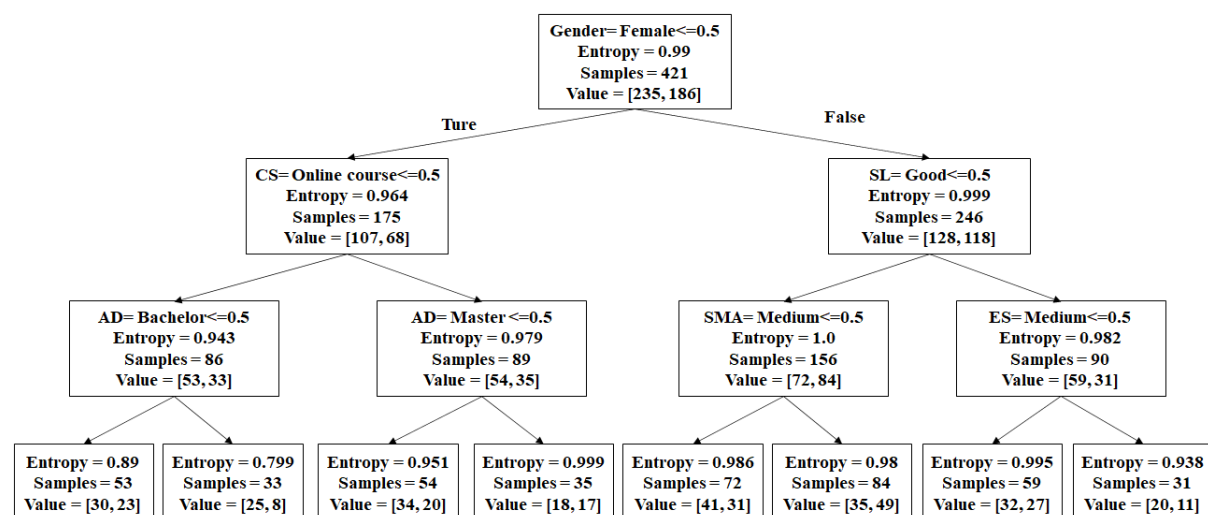 Gender= Female<=0.5
Entropy = 0.99
Samples = 421
Value = [235, 186]
Ture
False
CS= Online course<=0.5
Entropy = 0.964
Samples = 175
Value = [107, 68]
SL= Good<=0.5
Entropy = 0.999
Samples = 246
Value = [128, 118]
AD= Bachelor<=0.5
Entropy = 0.943
Samples = 86
Value = [53, 33]
AD= Master <=0.5
Entropy = 0.979
Samples = 89
Value = [54, 35]
SMA= Medium<=0.5
Entropy = 1.0
Samples = 156
Value = [72, 84]
ES= Medium<=0.5
Entropy = 0.982
Samples = 90
Value = [59, 31]
Entropy = 0.89
Samples = 53
Value = [30, 23]
Entropy = 0.799
Samples = 33
Value = [25, 8]
Entropy = 0.951
Samples = 54
Value = [34, 20]
Entropy = 0.999
Samples = 35
Value = [18, 17]
Entropy = 0.986
Samples = 72
Value = [41, 31]
Entropy = 0.98
Samples = 84
Value = [35, 49]
Entropy = 0.995
Samples = 59
Value = [32, 27]
Entropy = 0.938
Samples = 31
Value = [20, 11]